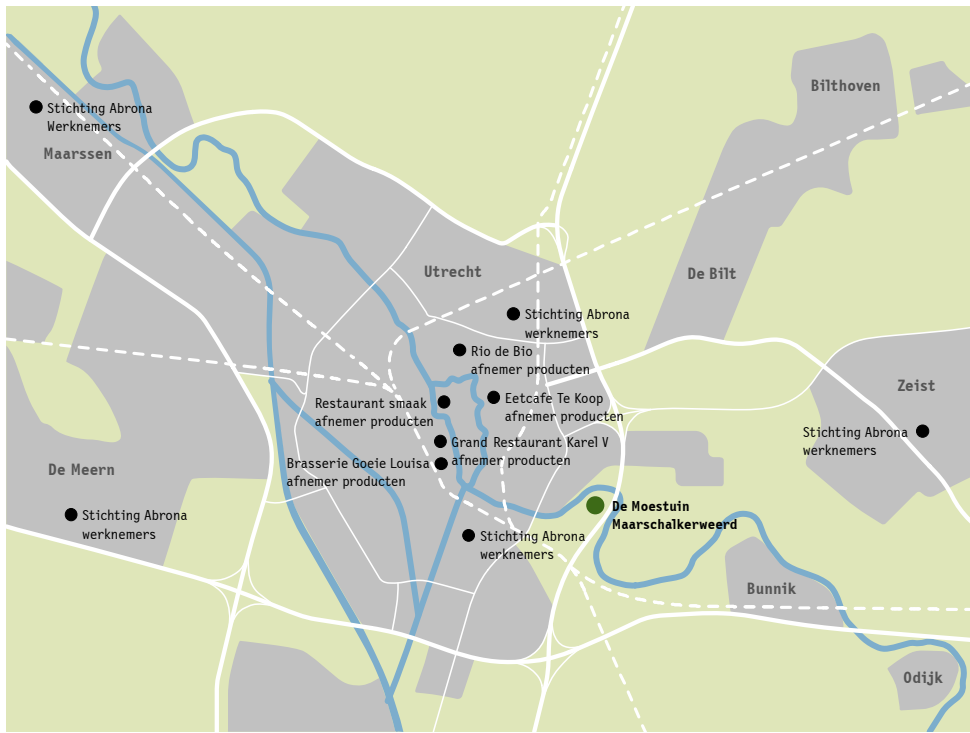 Bilthoven
Stichting Abrona
Werknemers
Maarssen
Utrecht
De Bilt
Stichting Abrona
werknemers
Rio de Bio
afnemer producten
Zeist
Restaurant smaak
afnemer producten
Eetcafe Te Koop
afnemer producten
Stichting Abrona
werknemers
Grand Restaurant Karel V
afnemer producten
Brasserie Goeie Louisa
afnemer producten
De Meern
Stichting Abrona
werknemers
De Moestuin
Maarschalkerweerd
Stichting Abrona
werknemers
Bunnik
Odijk